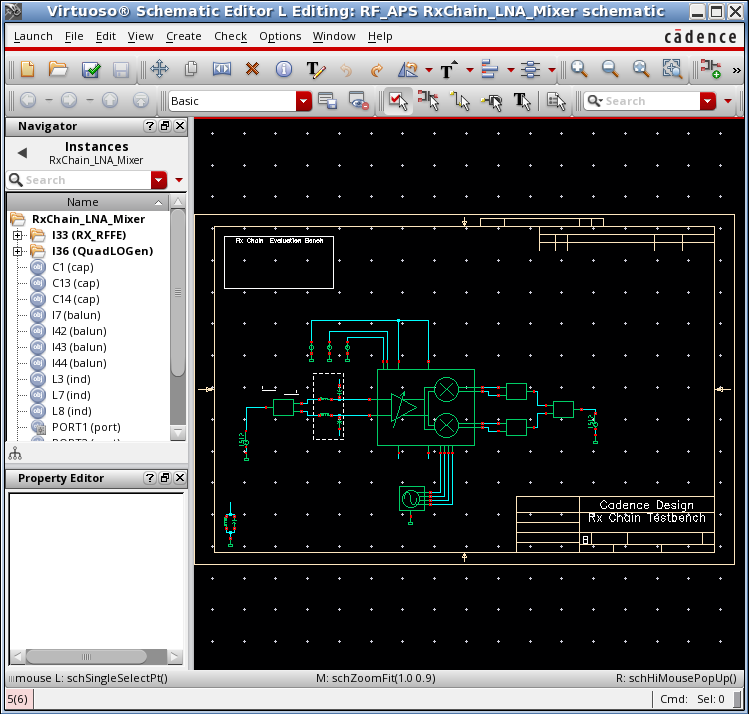 Virtuoso® Schematic Editor L Editing: RF_APS RxChain_LNA_Mixer schematic
Launch File Edit View Create Check Options Window Help
cādence
Basic
Search
Navigator
Instances
RxChain_LNA_Mixer
Search
Name
RxChain_LNA_Mixer
I33 (RX_RFFE)
I36 (QuadLOGen)
C1 (cap)
C13 (cap)
C14 (cap)
I7 (balun)
I42 (balun)
I43 (balun)
I44 (balun)
L3 (ind)
L7 (ind)
L8 (ind)
PORT1 (port)
Property Editor
Rx Chain Evaluation Bench
Cadence Design
Rx Chain Testbench
B
mouse L: schSingleSelectPt()
M: schZoomFit(1.0 0.9)
R: schHiMousePopUp()
5(6)
Cmd: Sel: 0